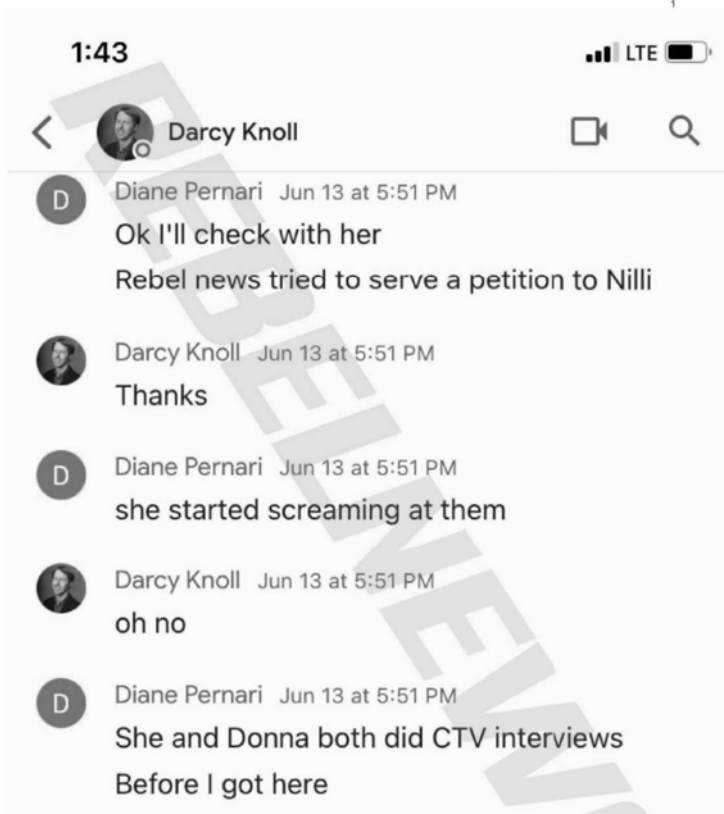 1
1:43
LTE
Darcy Knoll
D
Diane Pernari Jun 13 at 5:51 PM
Ok I'll check with her
Rebel news tried to serve a petition to Nilli
Darcy Knoll Jun 13 at 5:51 PM
Thanks
D
Diane Pernari Jun 13 at 5:51 PM
she started screaming at them
Darcy Knoll Jun 13 at 5:51 PM
oh no
D
Diane Pernari Jun 13 at 5:51 PM
She and Donna both did CTV interviews
Before I got here
REBELNEWS